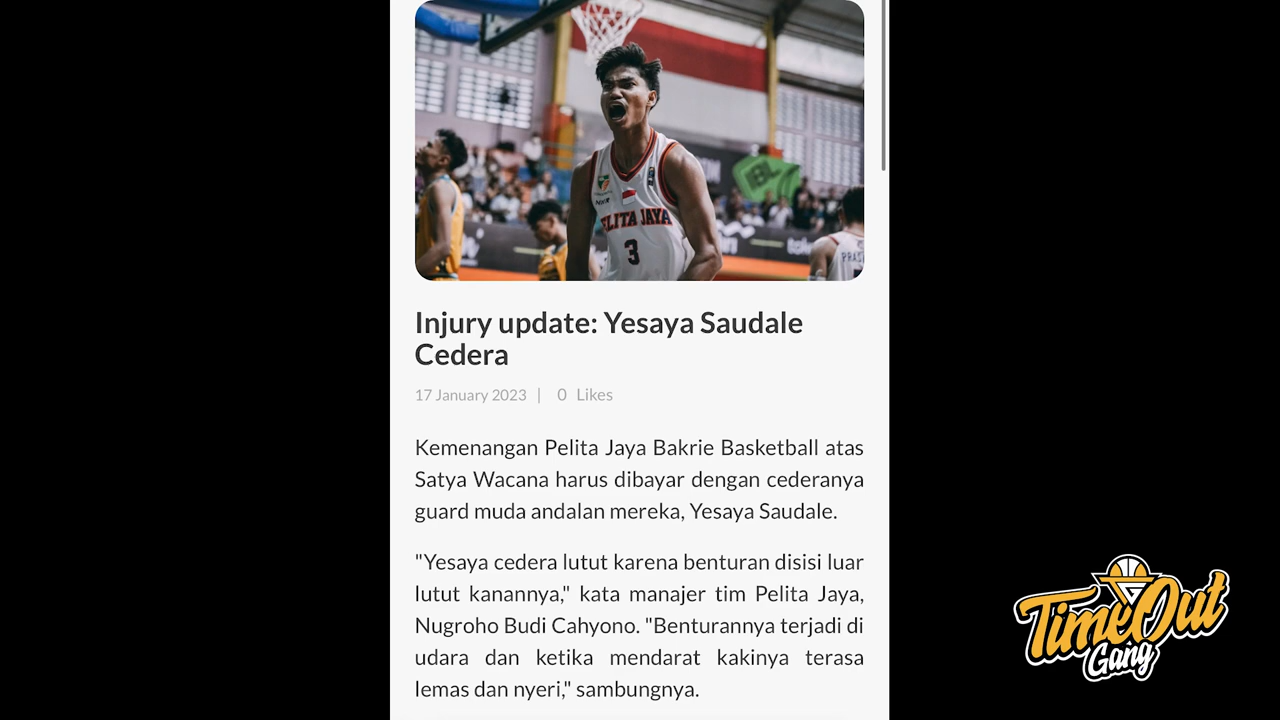 IBL
ELITA JAYA
3
PRAS
Injury update: Yesaya Saudale
Cedera
17 January 2023 | 0 Likes
Kemenangan Pelita Jaya Bakrie Basketball atas
Satya Wacana harus dibayar dengan cederanya
guard muda andalan mereka, Yesaya Saudale.
"Yesaya cedera lutut karena benturan disisi luar
lutut kanannya," kata manajer tim Pelita Jaya,
Nugroho Budi Cahyono. "Benturannya terjadi di
udara dan ketika mendarat kakinya terasa
lemas dan nyeri," sambungnya.
TimeOut
Gang